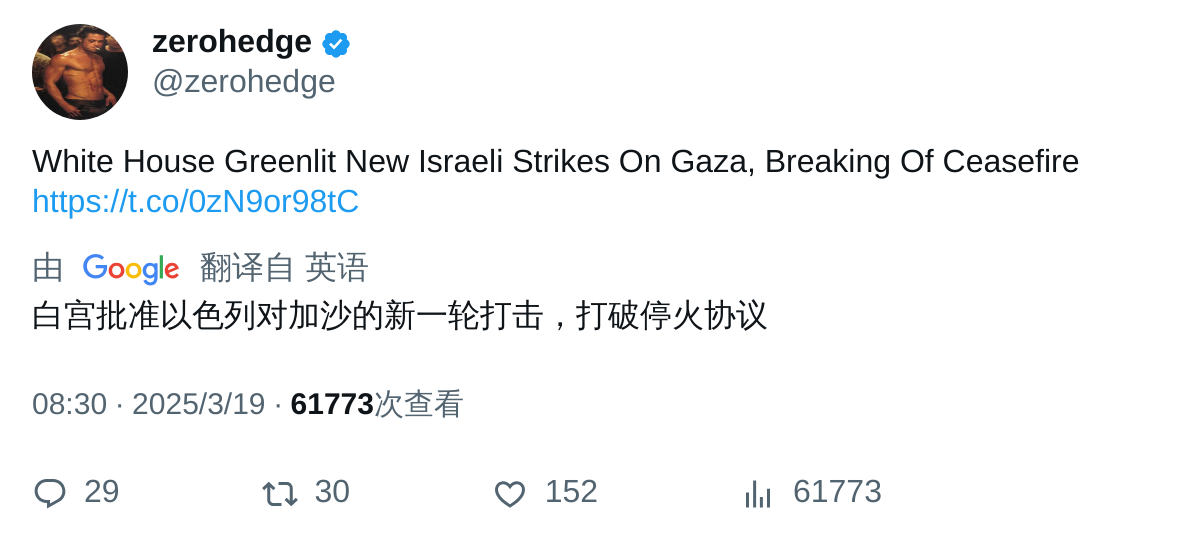 zerohedge
@zerohedge
White House Greenlit New Israeli Strikes On Gaza, Breaking Of Ceasefire
https://t.co/0zN9or98tC
由 Google 翻译自 英语
白宫批准以色列对加沙的新一轮打击，打破停火协议
08:30 · 2025/3/19 · 61773次查看
29 30 152 61773